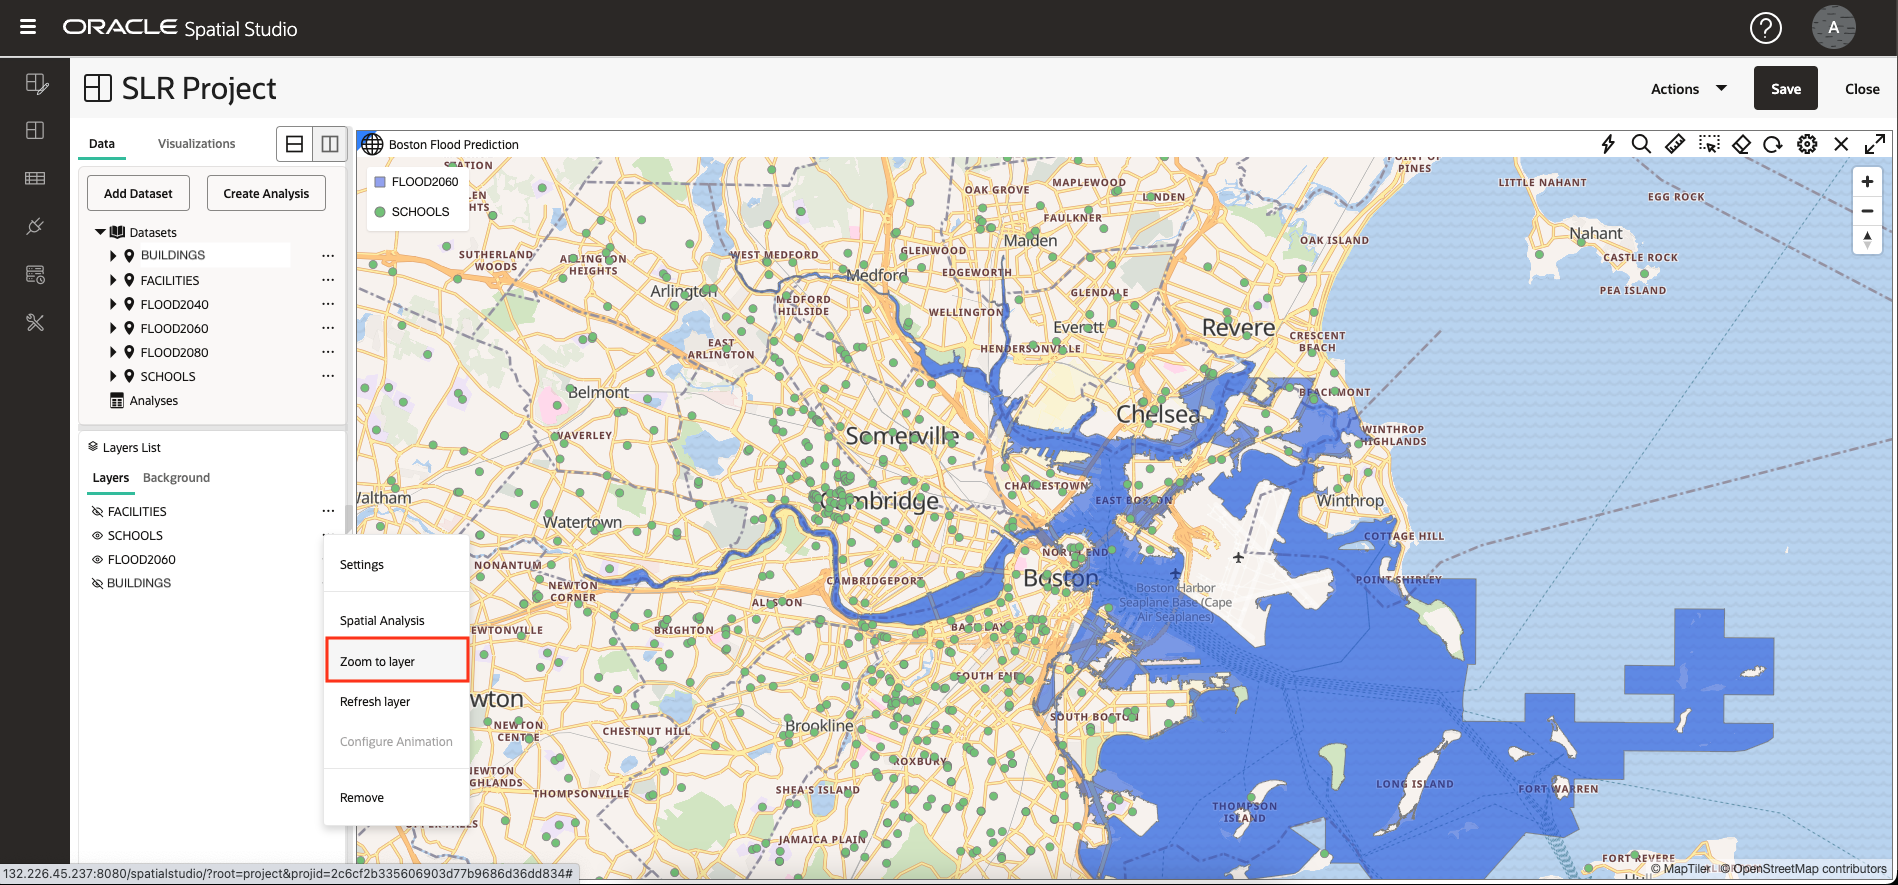 ORACLE Spatial Studio
A
SLR Project
Actions
Save
Close
Data
Visualizations
Add Dataset
Create Analysis
Datasets
BUILDINGS
FACILITIES
FLOOD2040
FLOOD2060
FLOOD2080
SCHOOLS
Analyses
Layers List
Layers
Background
FACILITIES
SCHOOLS
FLOOD2060
BUILDINGS
Settings
Spatial Analysis
Zoom to layer
Refresh layer
Configure Animation
Remove
Boston Flood Prediction
FLOOD2060
SCHOOLS
STATION
OAK GROVE
MAPLEWOOD
LINDEN
FAULKNER
POINT OF
PINES
LITTLE NAHANT
EGG ROCK
Nahant
CASTLE ROCK
PEA ISLAND
SUTHERLAND
WOODS
ARLINGTON
HEIGHTS
WEST MEDFORD
GLENWOOD
Malden
OAK ISLAND
Medford
EDGEWORTH
Arlington
MEDFORD
HILLSIDE
GLENDALE
WELLINGTON
Everett
Revere
CRESCENT
BEACH
EAST
ARLINGTON
HENDERSONVILLE
Belmont
BEACHMONT
Chelsea
WAVERLEY
Somerville
WINTHROP
HIGHLANDS
Waltham
CHARLESTOWN
EAST BOSTON
Winthrop
Cambridge
Watertown
COTTAGE HILL
NONANTUM
NORTH END
NEWTON
CORNER
CAMBRIDGEPORT
Boston
POINT SHIRLEY
Boston Harbor
Seaplane Base (Cape
Air Seaplanes)
ALLSTON
NEWTONVILLE
BRIGHTON
BACK BAY
SOUTH END
Newton
NEWTON
CENTRE
CHESTNUT HILL
Brookline
SOUTH BOSTON
ROXBURY
NEWTON
HIGHLANDS
THOMPSONVILLE
SHEA'S ISLAND
LONG ISLAND
FORT WARREN
THOMPSON
ISLAND
UPPER FALLS
JAMAICA PLAIN
FORT REVERE
Hull
© MapTiler © OpenStreetMap contributors
132.226.45.237:8080/spatialstudio/?root=project&projid=2c6cf2b335606903d77b9686d36dd834#